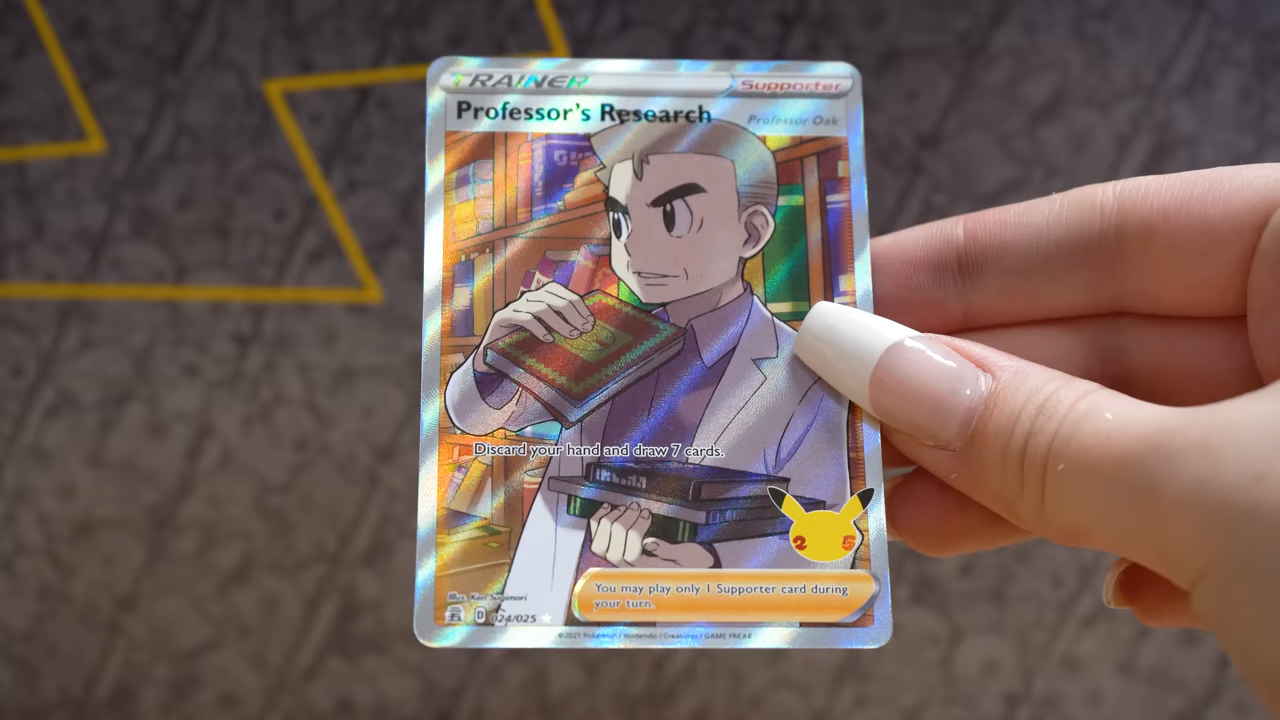 TRAINER
Supporter
Professor's Research
Professor Oak
Discard your hand and draw 7 cards.
25
You may play only 1 Supporter card during
your turn.
Illus. Ken Sugimori
D 024/025
©2021 Pokémon / Nintendo / Creatures / GAME FREAK